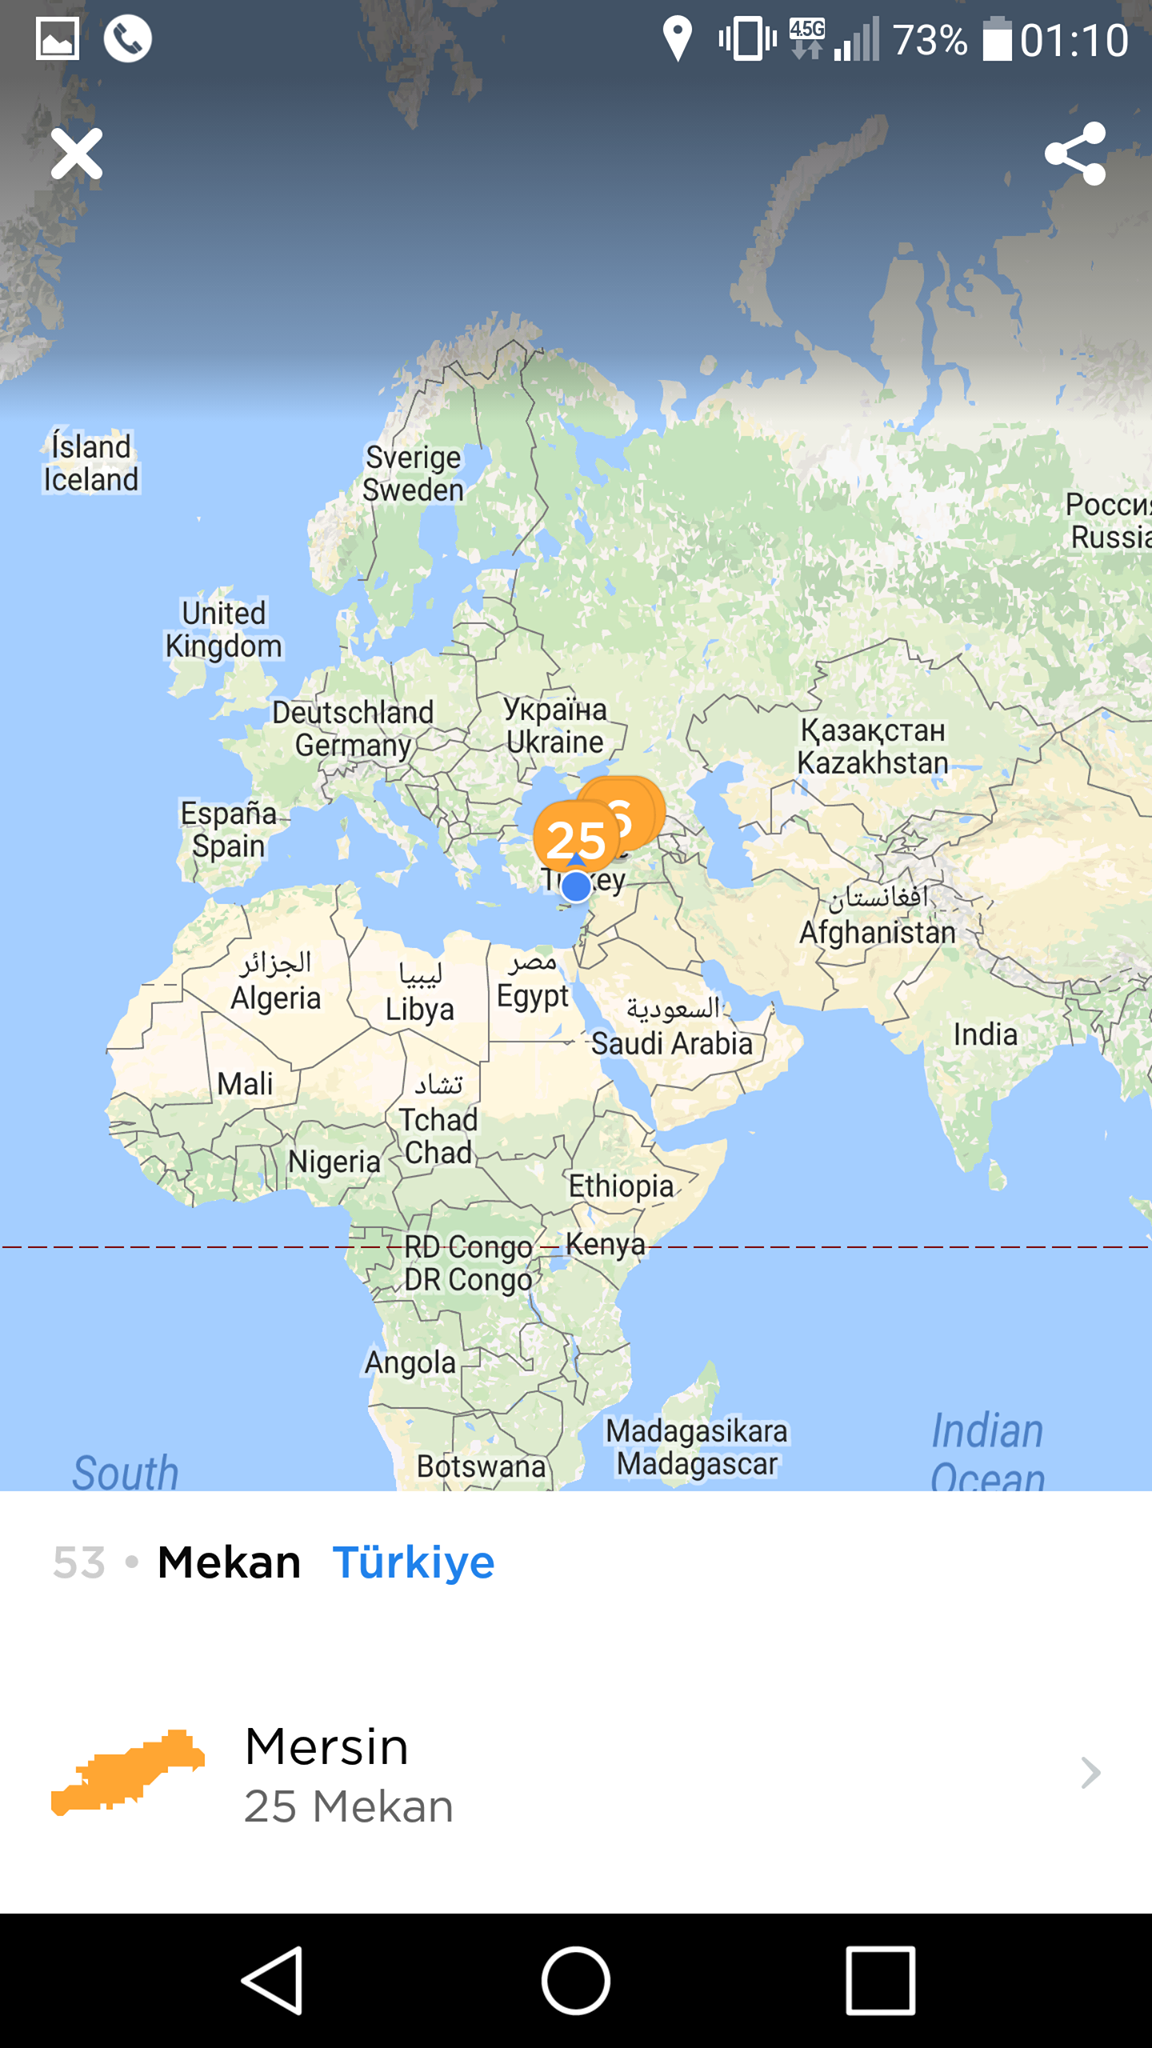 4.5G 73% 01:10
Ísland
Iceland
Sverige
Sweden
Россия
Russia
United
Kingdom
Deutschland
Germany
Україна
Ukraine
Қазақстан
Kazakhstan
España
Spain
6
25
Turkey
افغانستان
Afghanistan
الجزائر
Algeria
ليبيا
Libya
مصر
Egypt
السعودية
Saudi Arabia
India
Mali
تشاد
Tchad
Chad
Nigeria
Ethiopia
RD Congo
DR Congo
Kenya
Angola
Madagasikara
Madagascar
Botswana
Indian
Ocean
South
53 • Mekan Türkiye
Mersin
25 Mekan